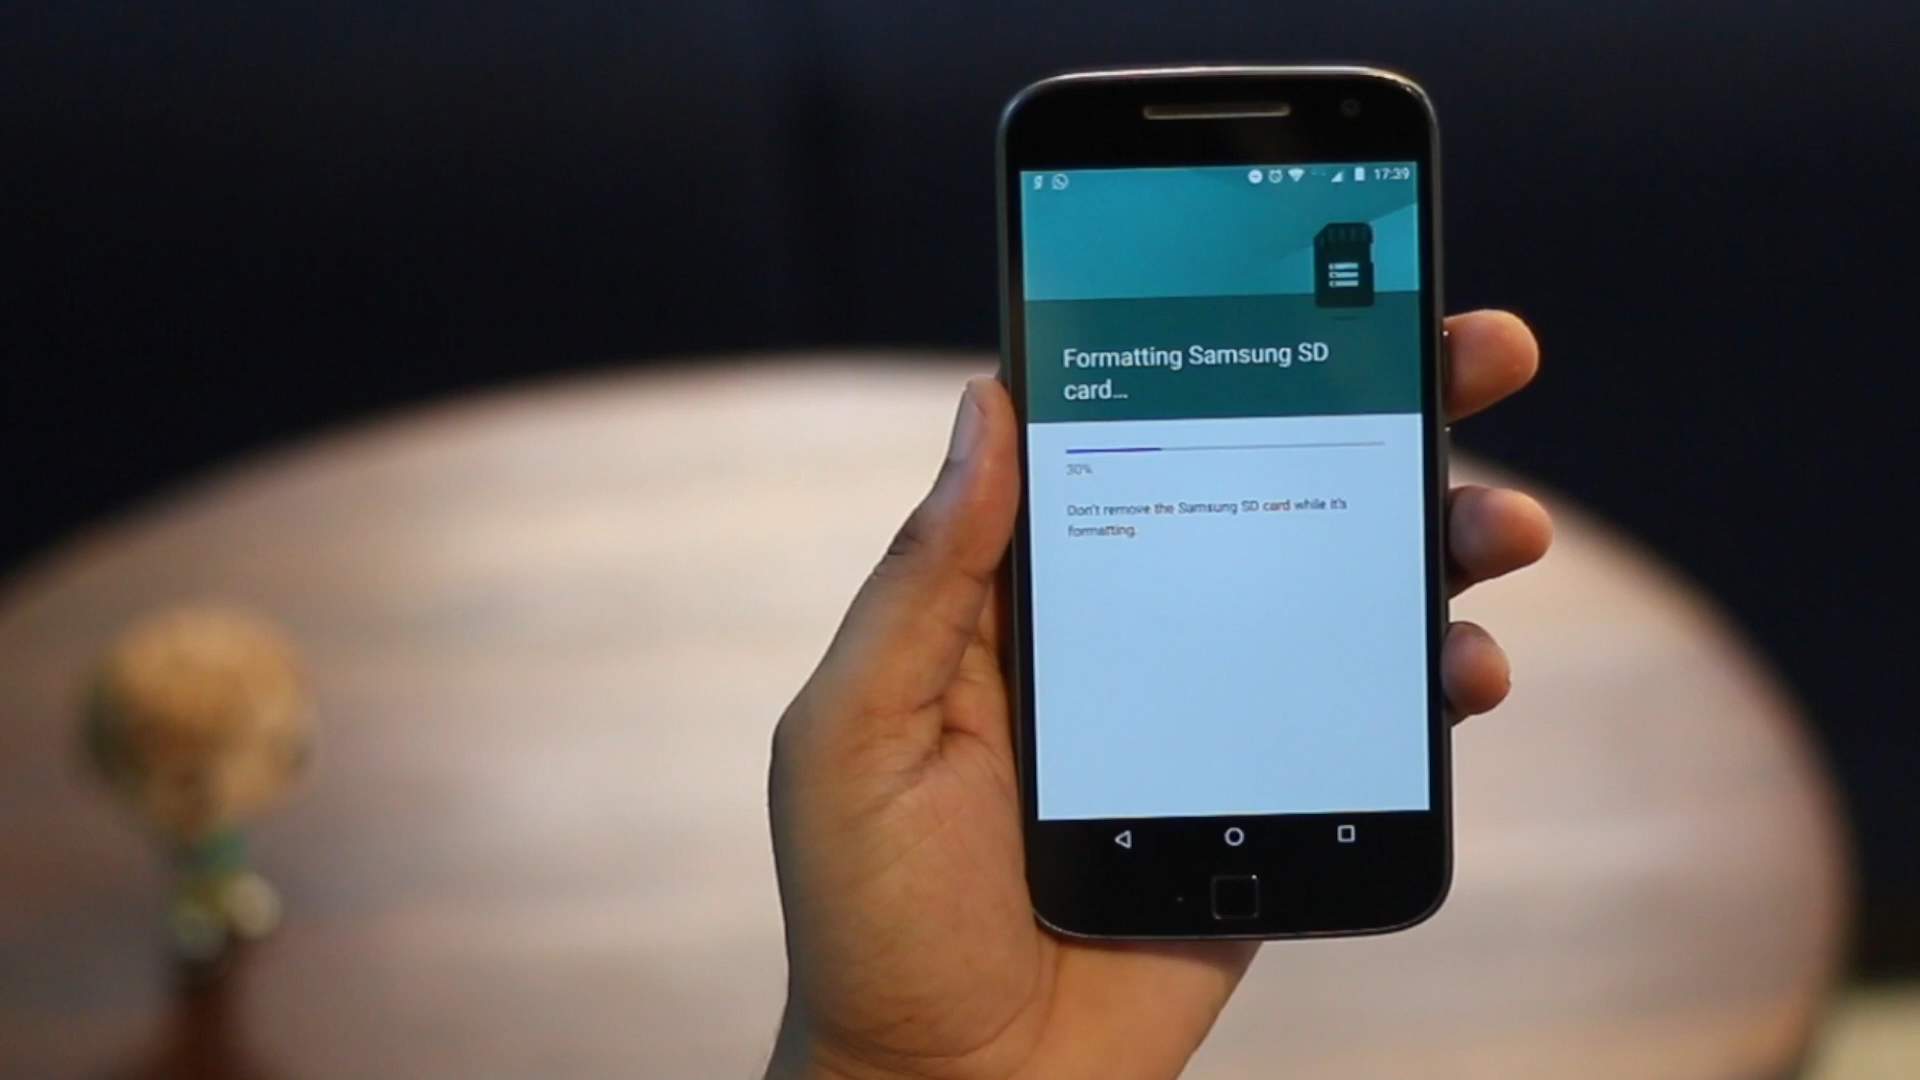 17:39
Formatting Samsung SD
card...
30%
Don't remove the Samsung SD card while it's
formatting.